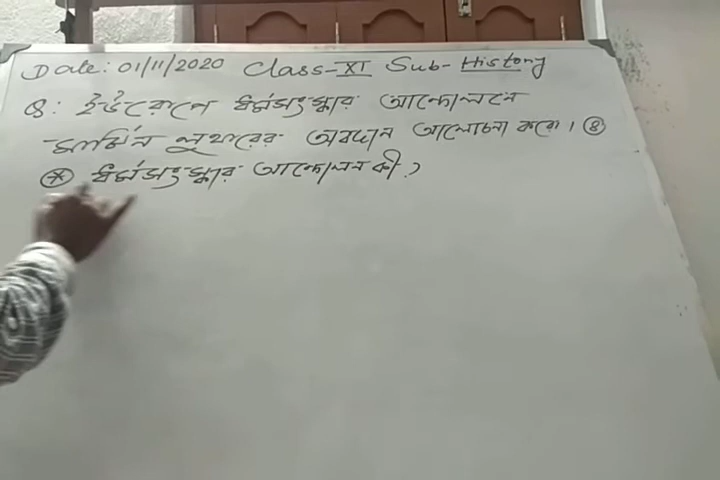 Date: 01/11/2020 Class-XI Sub-History
Q: ইউরোপে ধর্মসংস্কার আন্দোলনে
মার্টিন লুথারের অবদান আলোচনা করো। ⑧
⊛ ধর্মসংস্কার আন্দোলন কী?